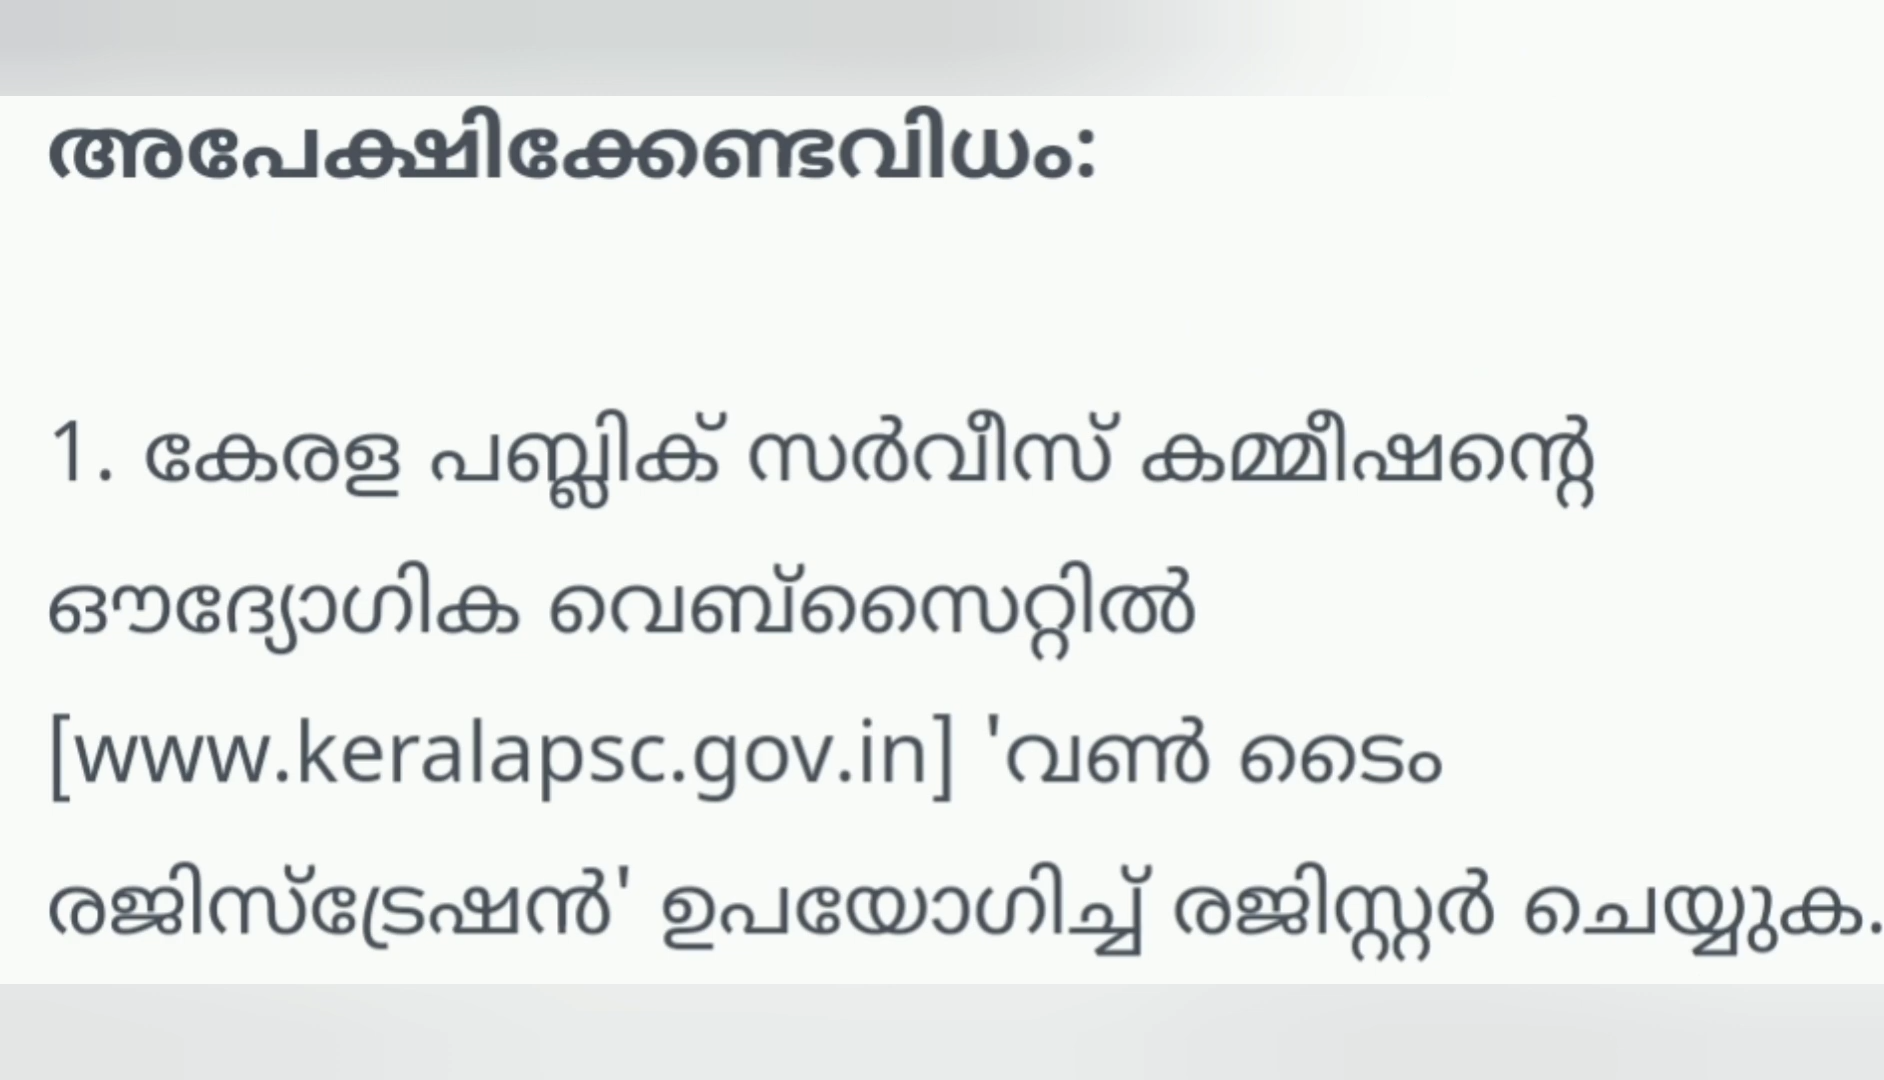 അപേക്ഷിക്കേണ്ടവിധം:
1. കേരള പബ്ലിക് സർവീസ് കമ്മീഷന്റെ
ഔദ്യോഗിക വെബ്സൈറ്റിൽ
[www.keralapsc.gov.in] 'വൺ ടൈം
രജിസ്ട്രേഷൻ' ഉപയോഗിച്ച് രജിസ്റ്റർ ചെയ്യുക.